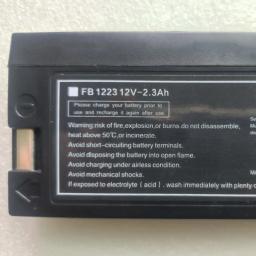 FB1223 12V-2.3Ah
Please charge your battery prior to
use and recharge it again after use.
Warning:risk of fire,explosion,or burns.do not disassemble,
heat above 50℃,or incinerate.
Avoid short-circuiting battery terminals.
Avoid disposing the battery into open flame.
Avoid charging under airless condition.
Avoid mechanical shocks.
If exposed to electrolyte ( acid ) . wash immediately with plenty